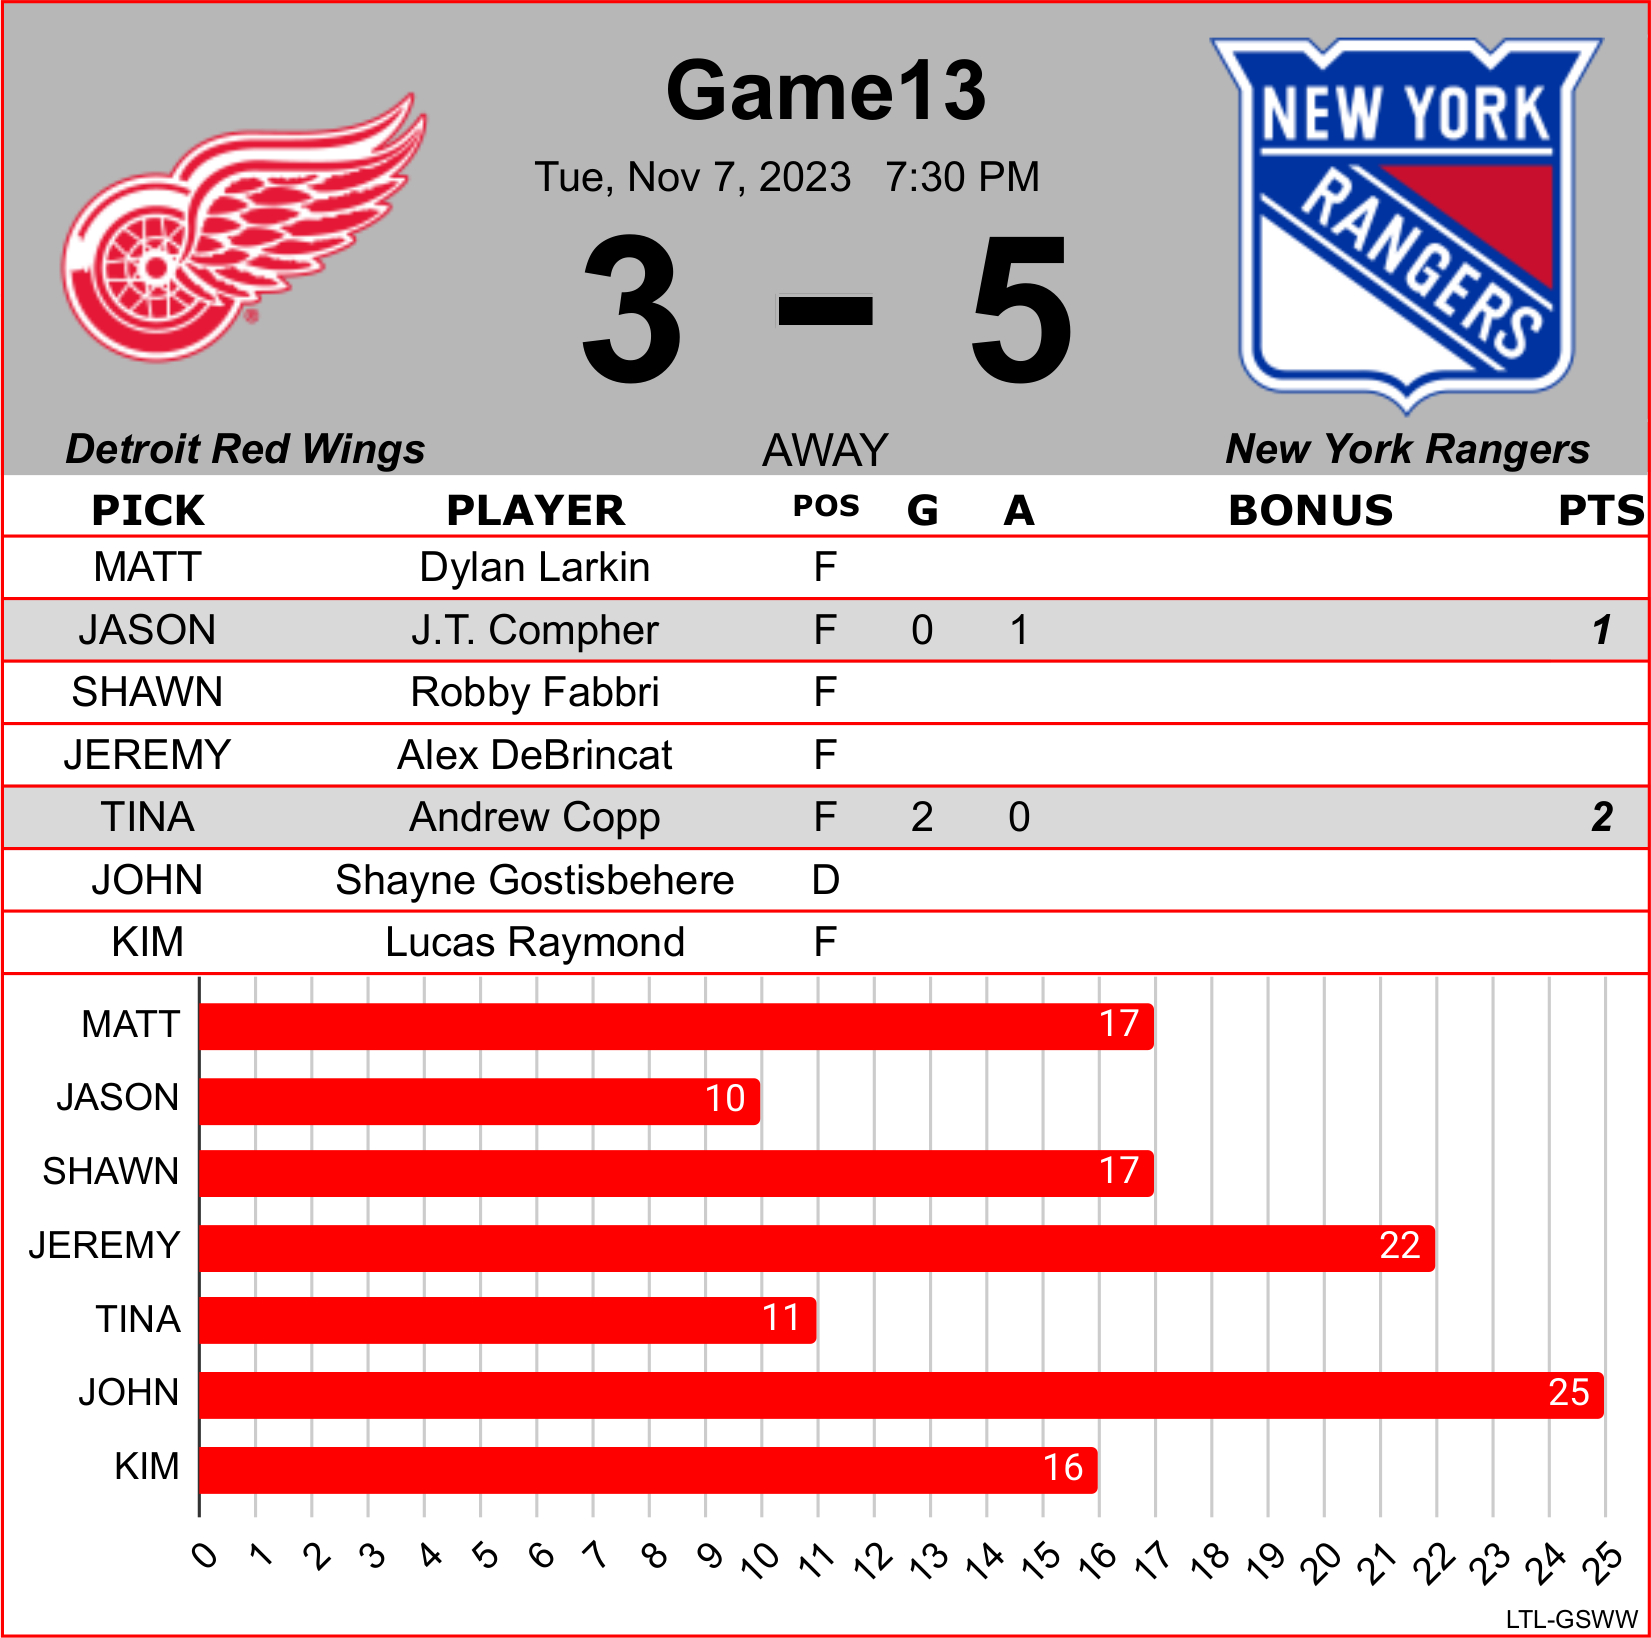 Game13
Tue, Nov 7, 2023 7:30 PM
NEW YORK
RANGERS
3 - 5
®
Detroit Red Wings AWAY New York Rangers
PICK PLAYER POS G A BONUS PTS
MATT Dylan Larkin F
JASON J.T. Compher F 0 1 1
SHAWN Robby Fabbri F
JEREMY Alex DeBrincat F
TINA Andrew Copp F 2 0 2
JOHN Shayne Gostisbehere D
KIM Lucas Raymond F
MATT 17
JASON 10
SHAWN 17
JEREMY 22
TINA 11
JOHN 25
KIM 16
0 1 2 3 4 5 6 7 8 9 10 11 12 13 14 15 16 17 18 19 20 21 22 23 24 25
LTL-GSWW